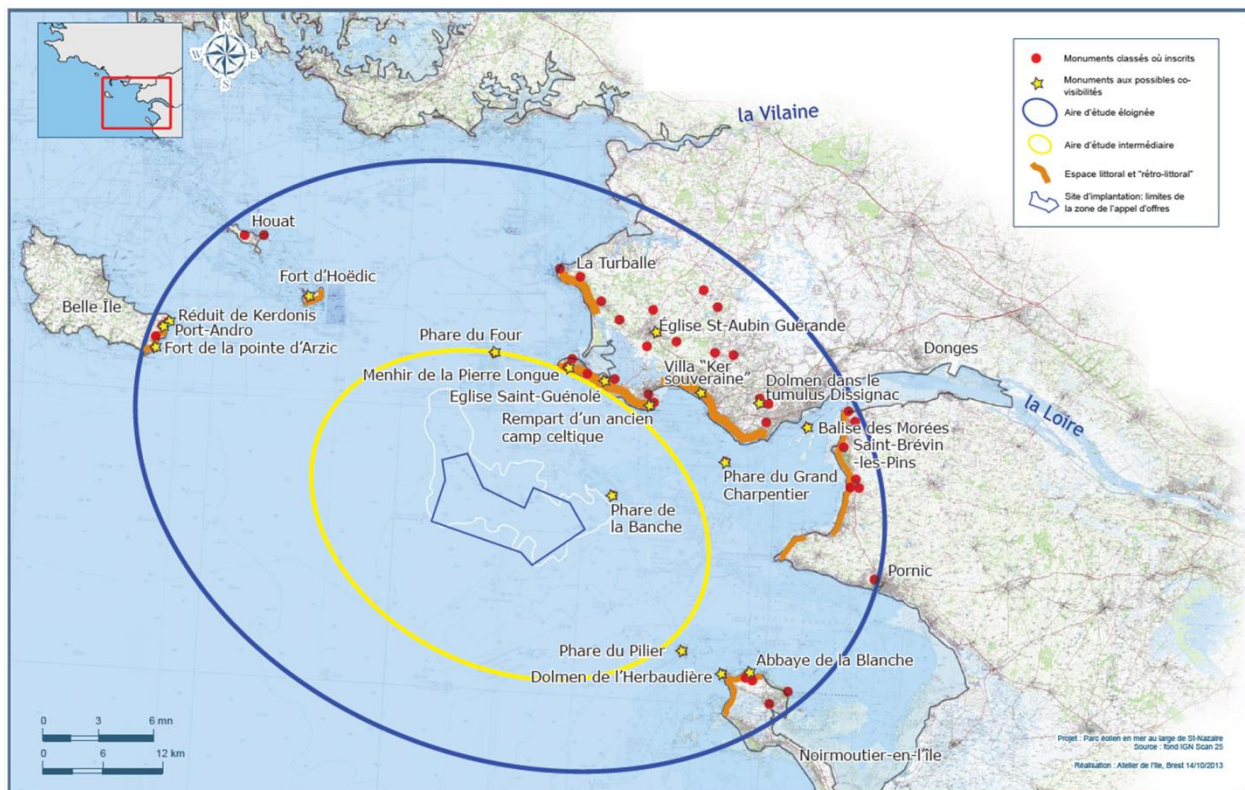 N
W
E
S
la Vilaine
Monuments classés où inscrits
Monuments aux possibles co-
visibilités
Aire d'étude éloignée
Aire d'étude intermédiaire
Espace littoral et "rétro-littoral"
Site d'implantation: limites de
la zone de l'appel d'offres
Houat
Fort d'Hoëdic
Belle Île
Réduit de Kerdonis
Port-Andro
Fort de la pointe d'Arzic
La Turballe
Église St-Aubin Guérande
Phare du Four
Menhir de la Pierre Longue
Eglise Saint-Guénolé
Rempart d'un ancien
camp celtique
Villa "Ker
souveraine"
Dolmen dans le
tumulus Dissignac
Donges
la Loire
Balise des Morées
Saint-Brévin
-les-Pins
Phare du Grand
Charpentier
Phare de
la Banche
Pornic
Phare du Pilier
Abbaye de la Blanche
Dolmen de l'Herbaudière
Noirmoutier-en-l'île
0 3 6 mn
0 6 12 km
Projet : Parc éolien en mer au large de St-Nazaire
Source : fond IGN Scan 25
Réalisation : Atelier de l'Ile, Brest 14/10/2013